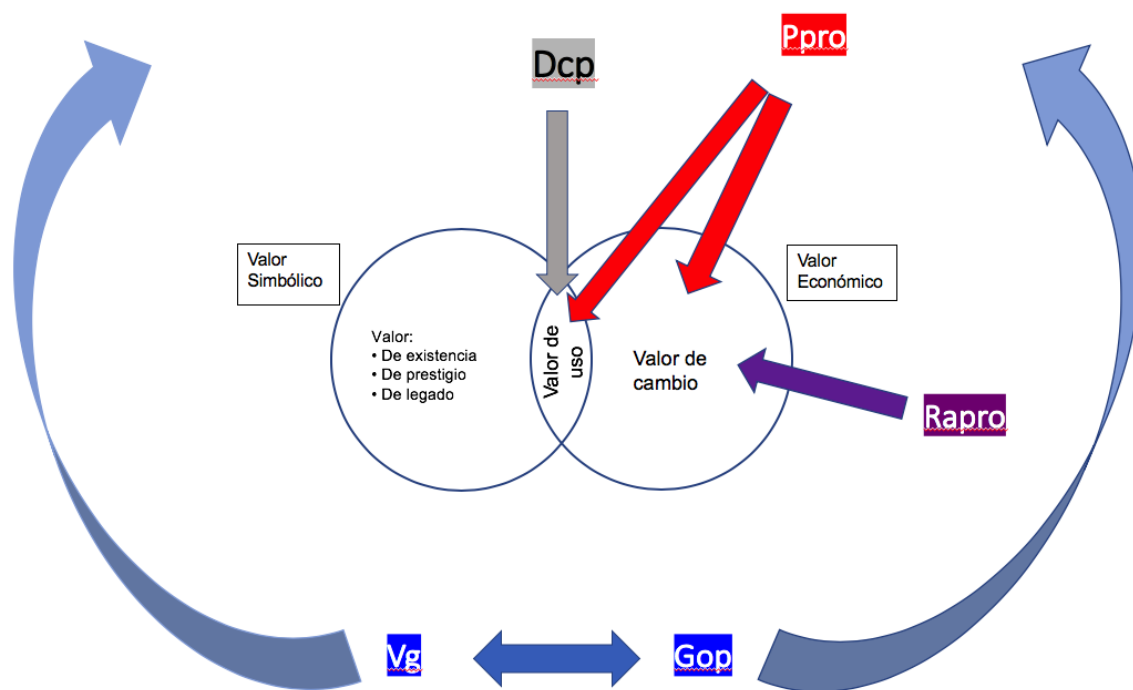 Ppro
Dcp
Valor
Simbólico
Valor
Económico
Valor:
• De existencia
• De prestigio
• De legado
Valor de
uso
Valor de
cambio
Rapro
Vg
Gop